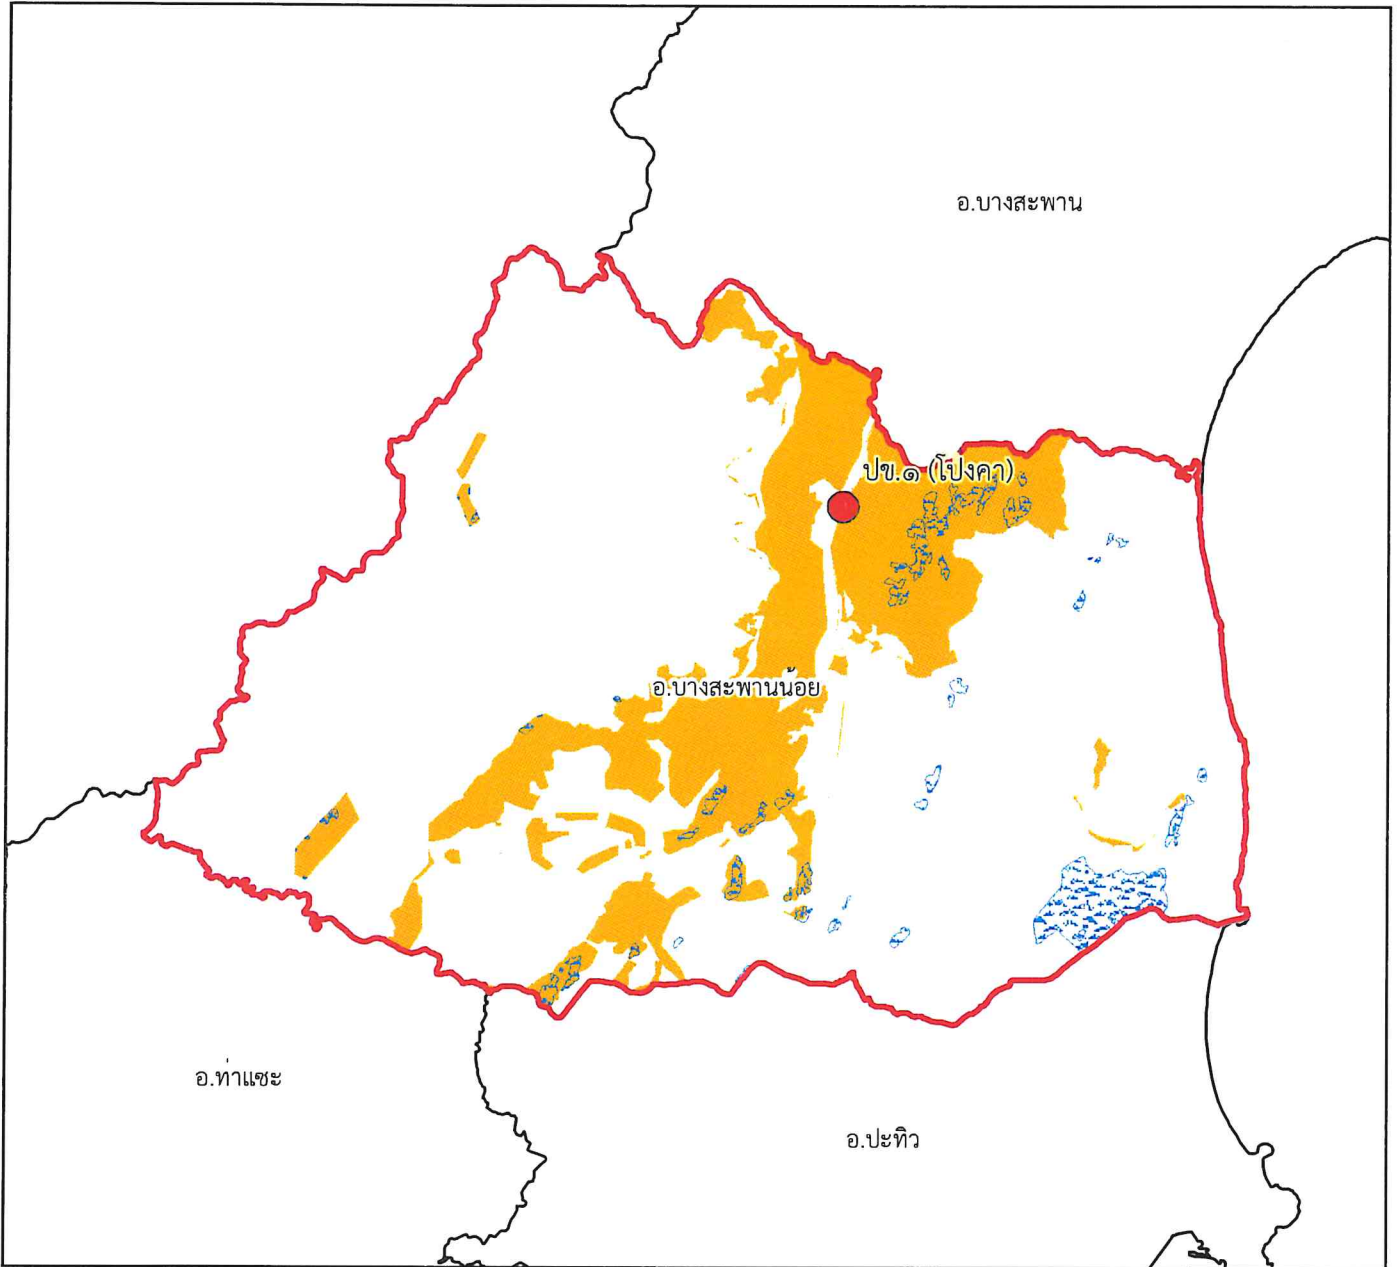 อ.บางสะพาน
ปข.๑ (โป่งคา)
อ.บางสะพานน้อย
อ.ท่าแซะ
อ.ปะทิว